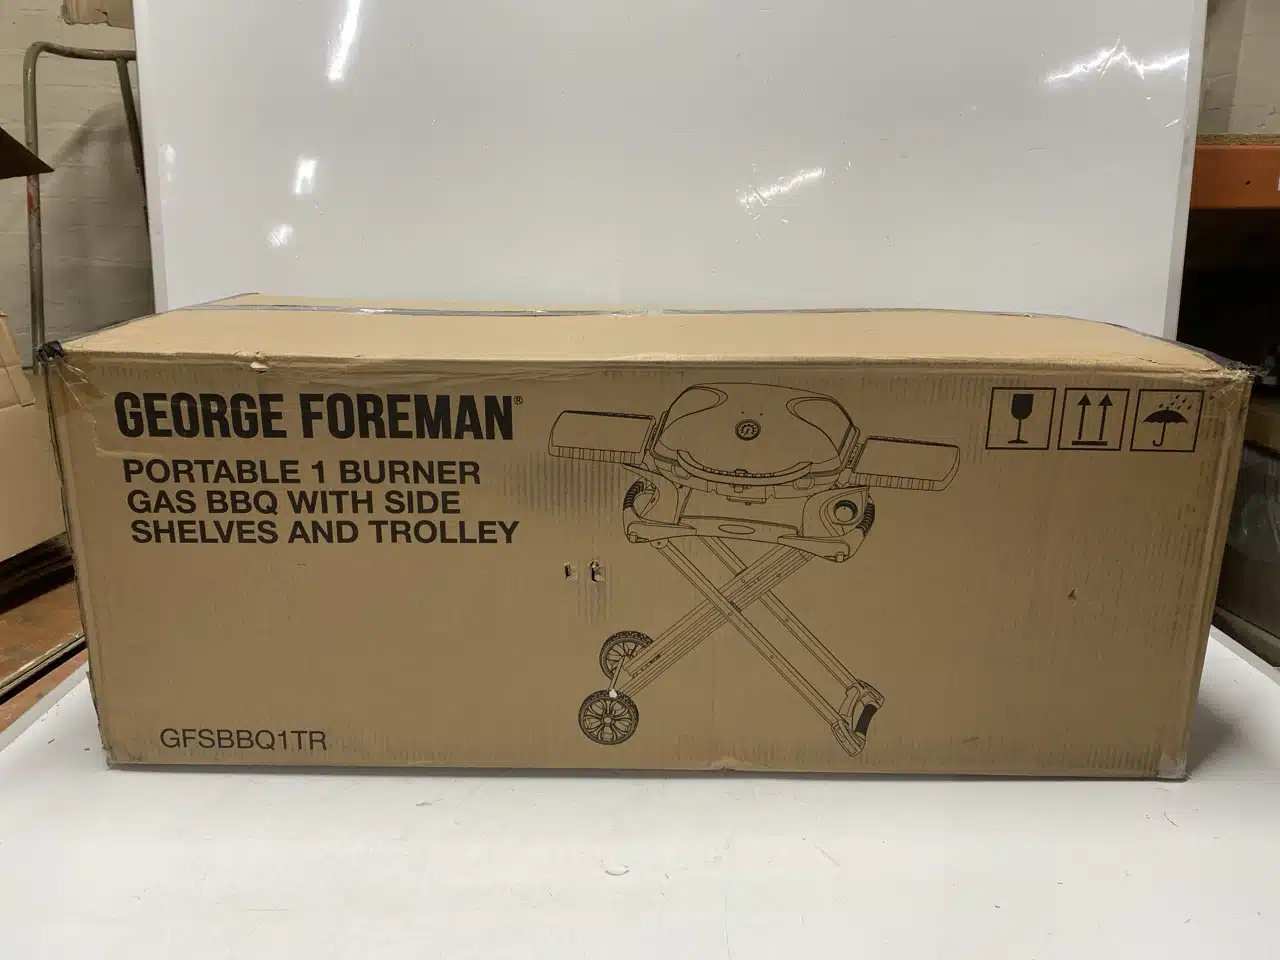 GEORGE FOREMAN®
PORTABLE 1 BURNER
GAS BBQ WITH SIDE
SHELVES AND TROLLEY
GFSBBQ1TR